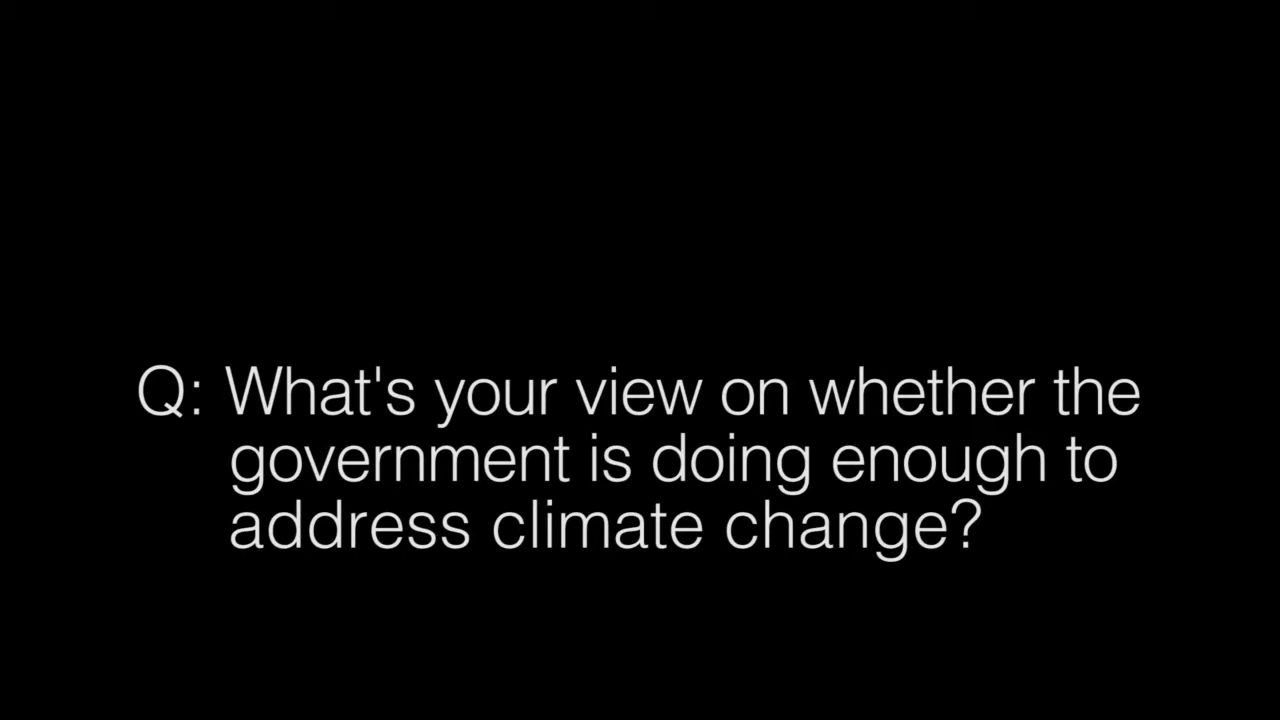 Q: What's your view on whether the
government is doing enough to
address climate change?